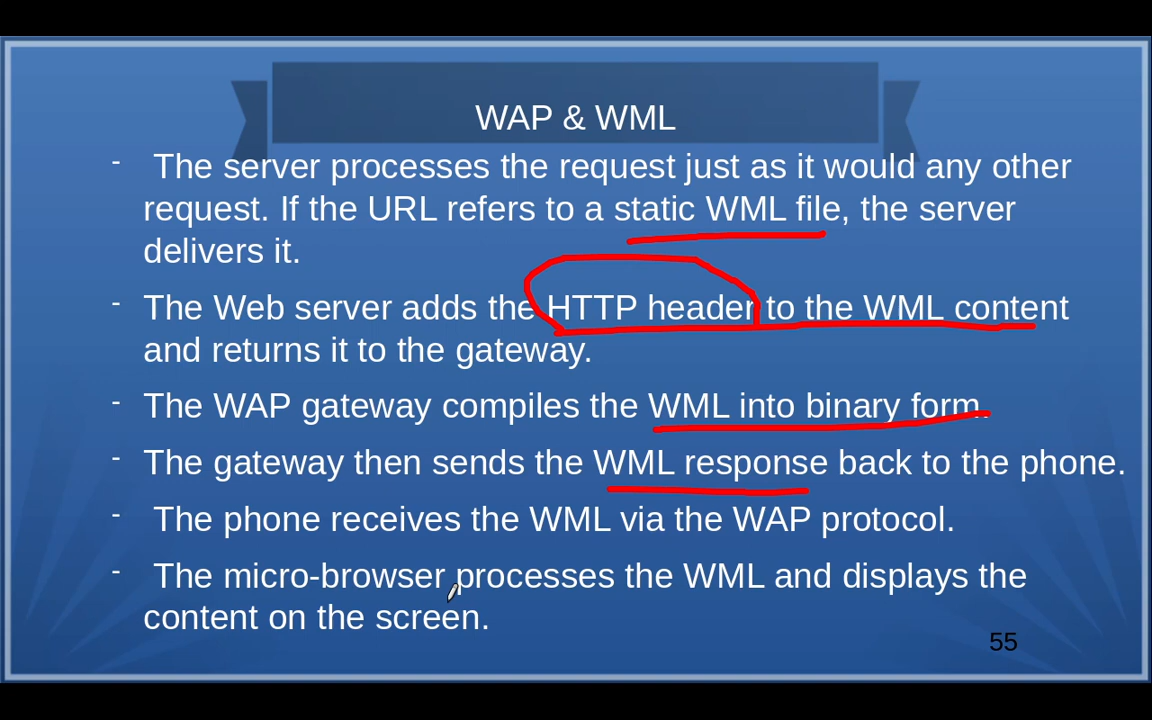 WAP & WML
- The server processes the request just as it would any other
request. If the URL refers to a static WML file, the server
delivers it.
- The Web server adds the HTTP header to the WML content
and returns it to the gateway.
- The WAP gateway compiles the WML into binary form.
- The gateway then sends the WML response back to the phone.
- The phone receives the WML via the WAP protocol.
- The micro-browser processes the WML and displays the
content on the screen.
55